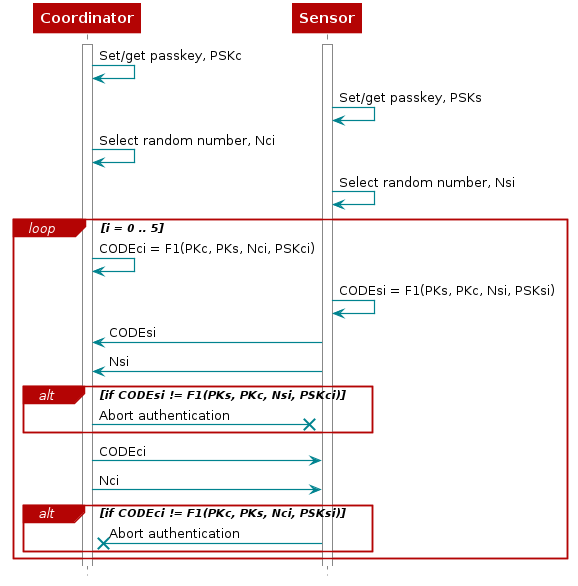 Coordinator
Sensor
Set/get passkey, PSKc
Set/get passkey, PSKs
Select random number, Nci
Select random number, Nsi
loop
[i = 0 .. 5]
CODEci = F1(PKc, PKs, Nci, PSKci)
CODEsi = F1(PKs, PKc, Nsi, PSKsi)
CODEsi
Nsi
alt
[if CODEsi != F1(PKs, PKc, Nsi, PSKci)]
Abort authentication
CODEci
Nci
alt
[if CODEci != F1(PKc, PKs, Nci, PSKsi)]
Abort authentication